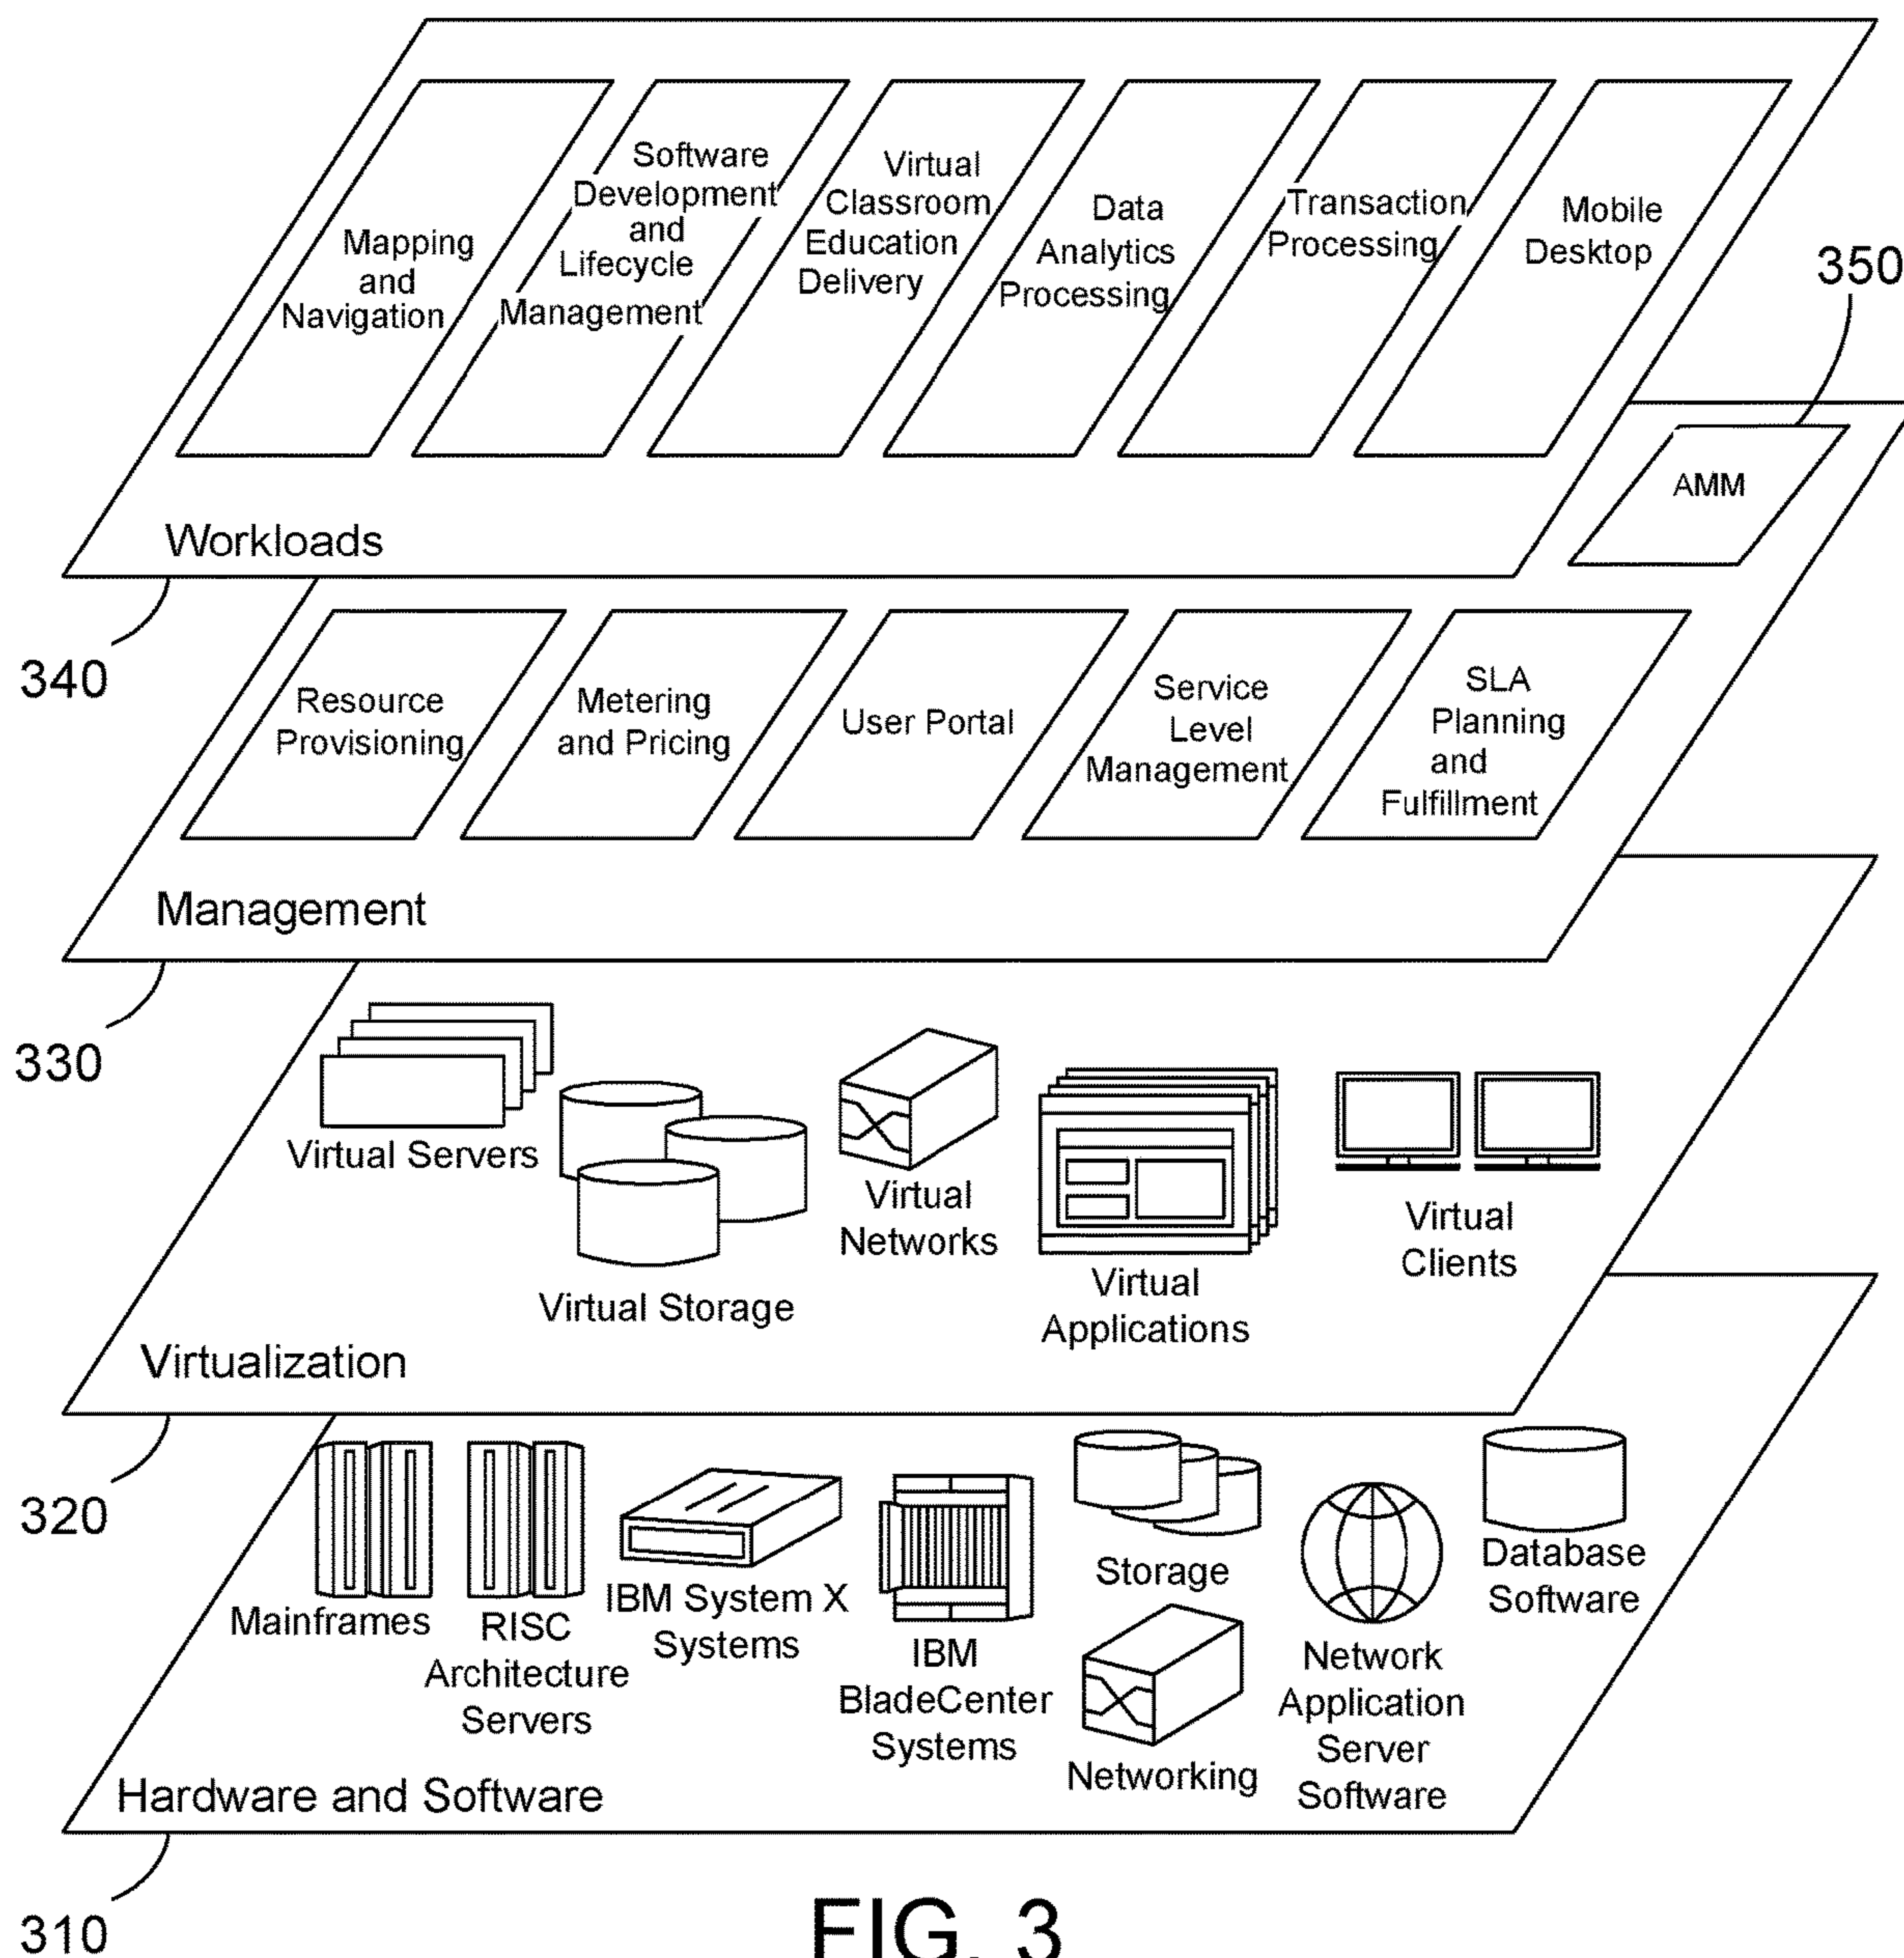 Mapping
and
Navigation
Software
Development
and
Lifecycle
Management
Virtual
Classroom
Education
Delivery
Data
Analytics
Processing
Transaction
Processing
Mobile
Desktop
350
AMM
Workloads
340
Resource
Provisioning
Metering
and Pricing
User Portal
Service
Level
Management
SLA
Planning
and
Fulfillment
Management
330
Virtual Servers
Virtual Storage
Virtual
Networks
Virtual
Applications
Virtual
Clients
Virtualization
320
Mainframes
RISC
Architecture
Servers
IBM System X
Systems
IBM
BladeCenter
Systems
Storage
Networking
Network
Application
Server
Software
Database
Software
Hardware and Software
310
FIG. 3